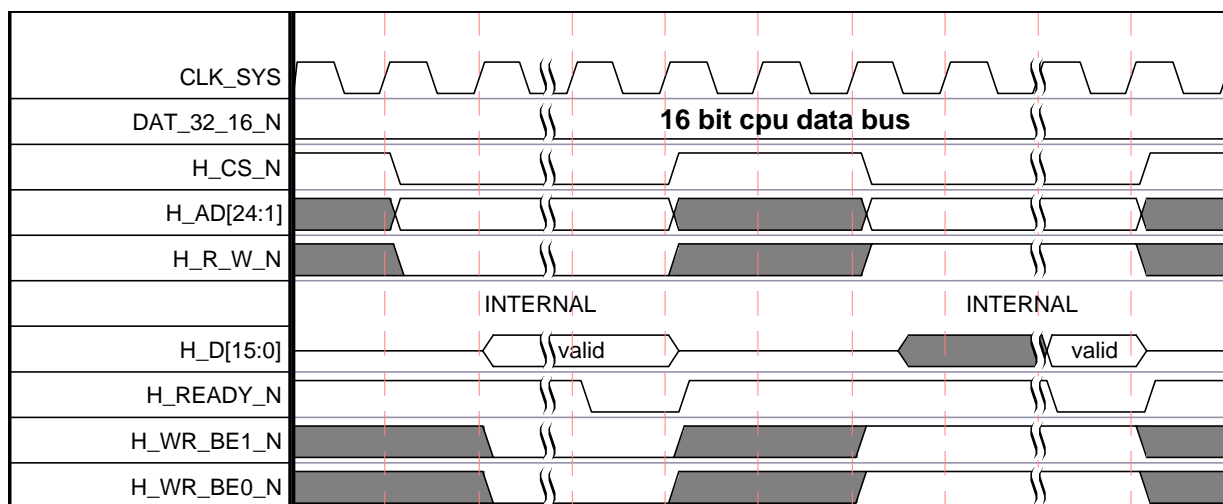 CLK_SYS
DAT_32_16_N 16 bit cpu data bus
H_CS_N
H_AD[24:1]
H_R_W_N
INTERNAL INTERNAL
H_D[15:0] valid valid
H_READY_N
H_WR_BE1_N
H_WR_BE0_N